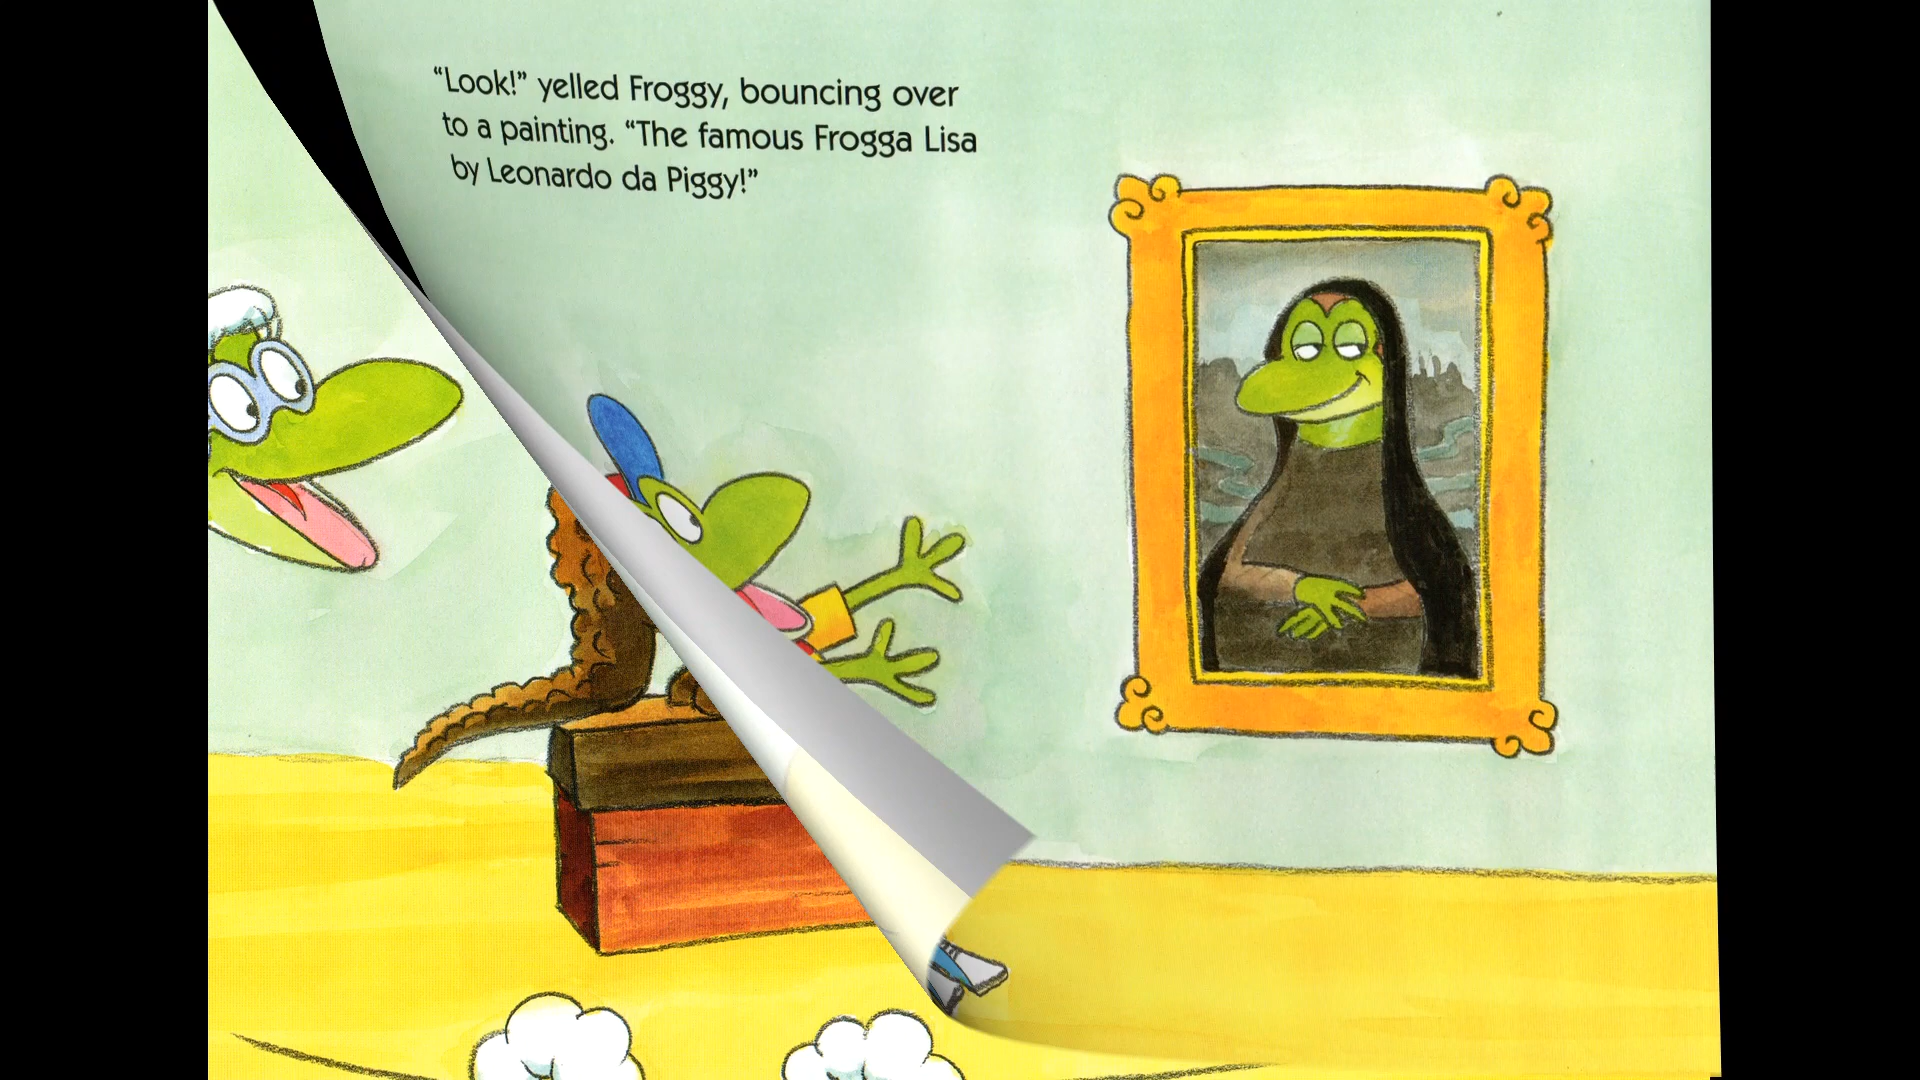 “Look!” yelled Froggy, bouncing over
to a painting. “The famous Frogga Lisa
by Leonardo da Piggy!”